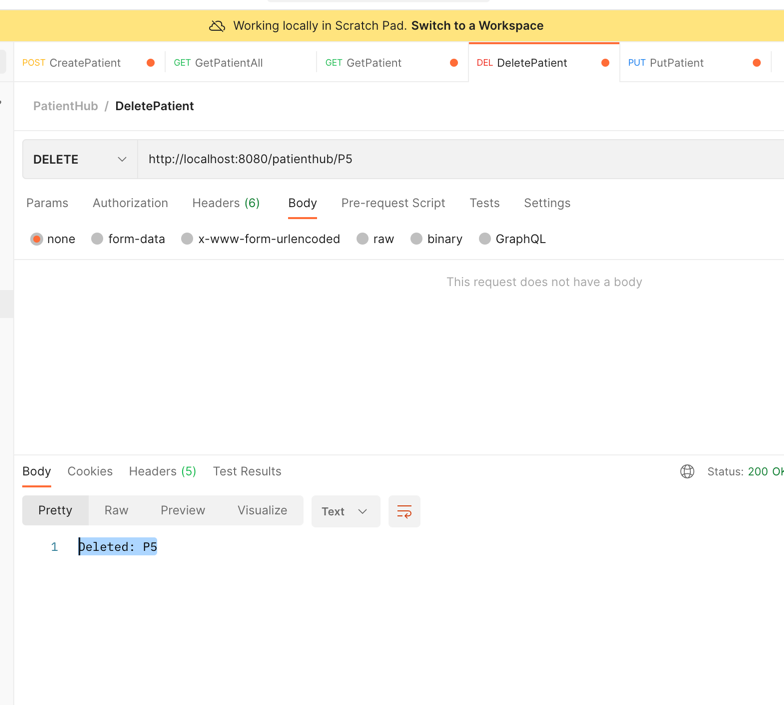 Working locally in Scratch Pad. Switch to a Workspace
POST CreatePatient GET GetPatientAll GET GetPatient DEL DeletePatient PUT PutPatient
PatientHub / DeletePatient
DELETE http://localhost:8080/patienthub/P5
Params Authorization Headers (6) Body Pre-request Script Tests Settings
none form-data x-www-form-urlencoded raw binary GraphQL
This request does not have a body
Body Cookies Headers (5) Test Results Status: 200 OK
Pretty Raw Preview Visualize Text
1 Deleted: P5